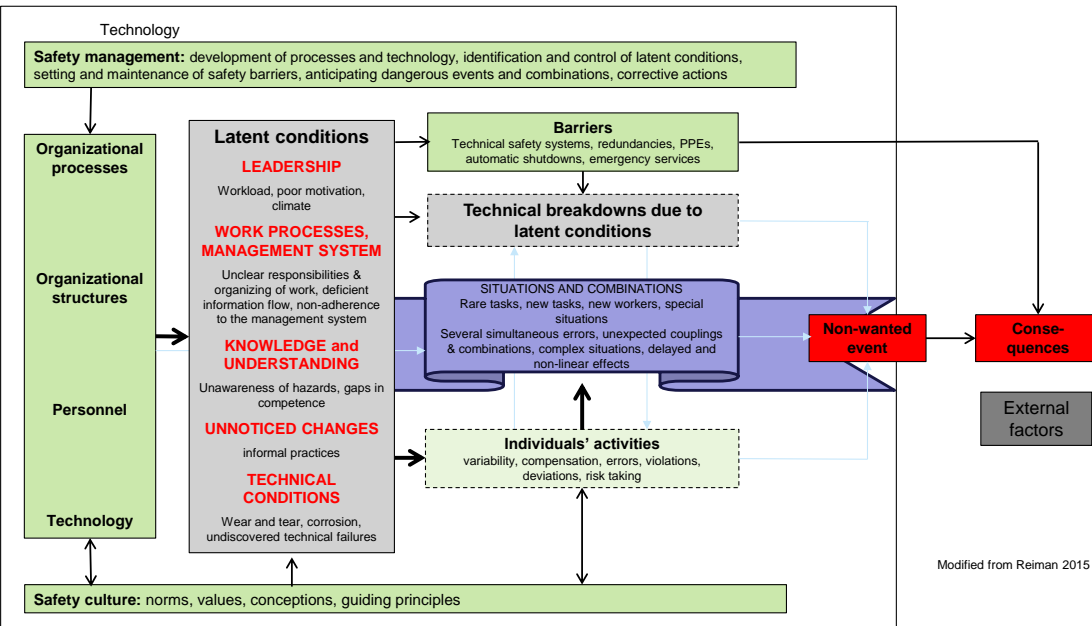 Technology
Safety management: development of processes and technology, identification and control of latent conditions,
setting and maintenance of safety barriers, anticipating dangerous events and combinations, corrective actions
Organizational
processes
Organizational
structures
Personnel
Technology
Latent conditions
LEADERSHIP
Workload, poor motivation,
climate
WORK PROCESSES,
MANAGEMENT SYSTEM
Unclear responsibilities &
organizing of work, deficient
information flow, non-adherence
to the management system
KNOWLEDGE and
UNDERSTANDING
Unawareness of hazards, gaps in
competence
UNNOTICED CHANGES
informal practices
TECHNICAL
CONDITIONS
Wear and tear, corrosion,
undiscovered technical failures
Barriers
Technical safety systems, redundancies, PPEs,
automatic shutdowns, emergency services
Technical breakdowns due to
latent conditions
SITUATIONS AND COMBINATIONS
Rare tasks, new tasks, new workers, special
situations
Several simultaneous errors, unexpected couplings
& combinations, complex situations, delayed and
non-linear effects
Individuals' activities
variability, compensation, errors, violations,
deviations, risk taking
Non-wanted
event
Conse-
quences
External
factors
Modified from Reiman 2015
Safety culture: norms, values, conceptions, guiding principles